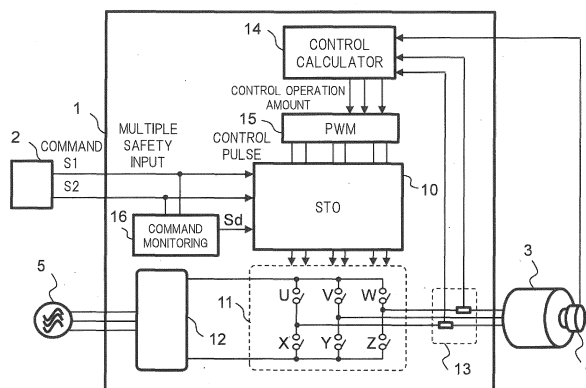 14
CONTROL
CALCULATOR
CONTROL OPERATION
AMOUNT
1
15
PWM
2
COMMAND
MULTIPLE
SAFETY
INPUT
CONTROL
PULSE
10
S1
S2
STO
16
COMMAND
MONITORING
Sd
5
11
U
V
W
3
12
X
Y
Z
13